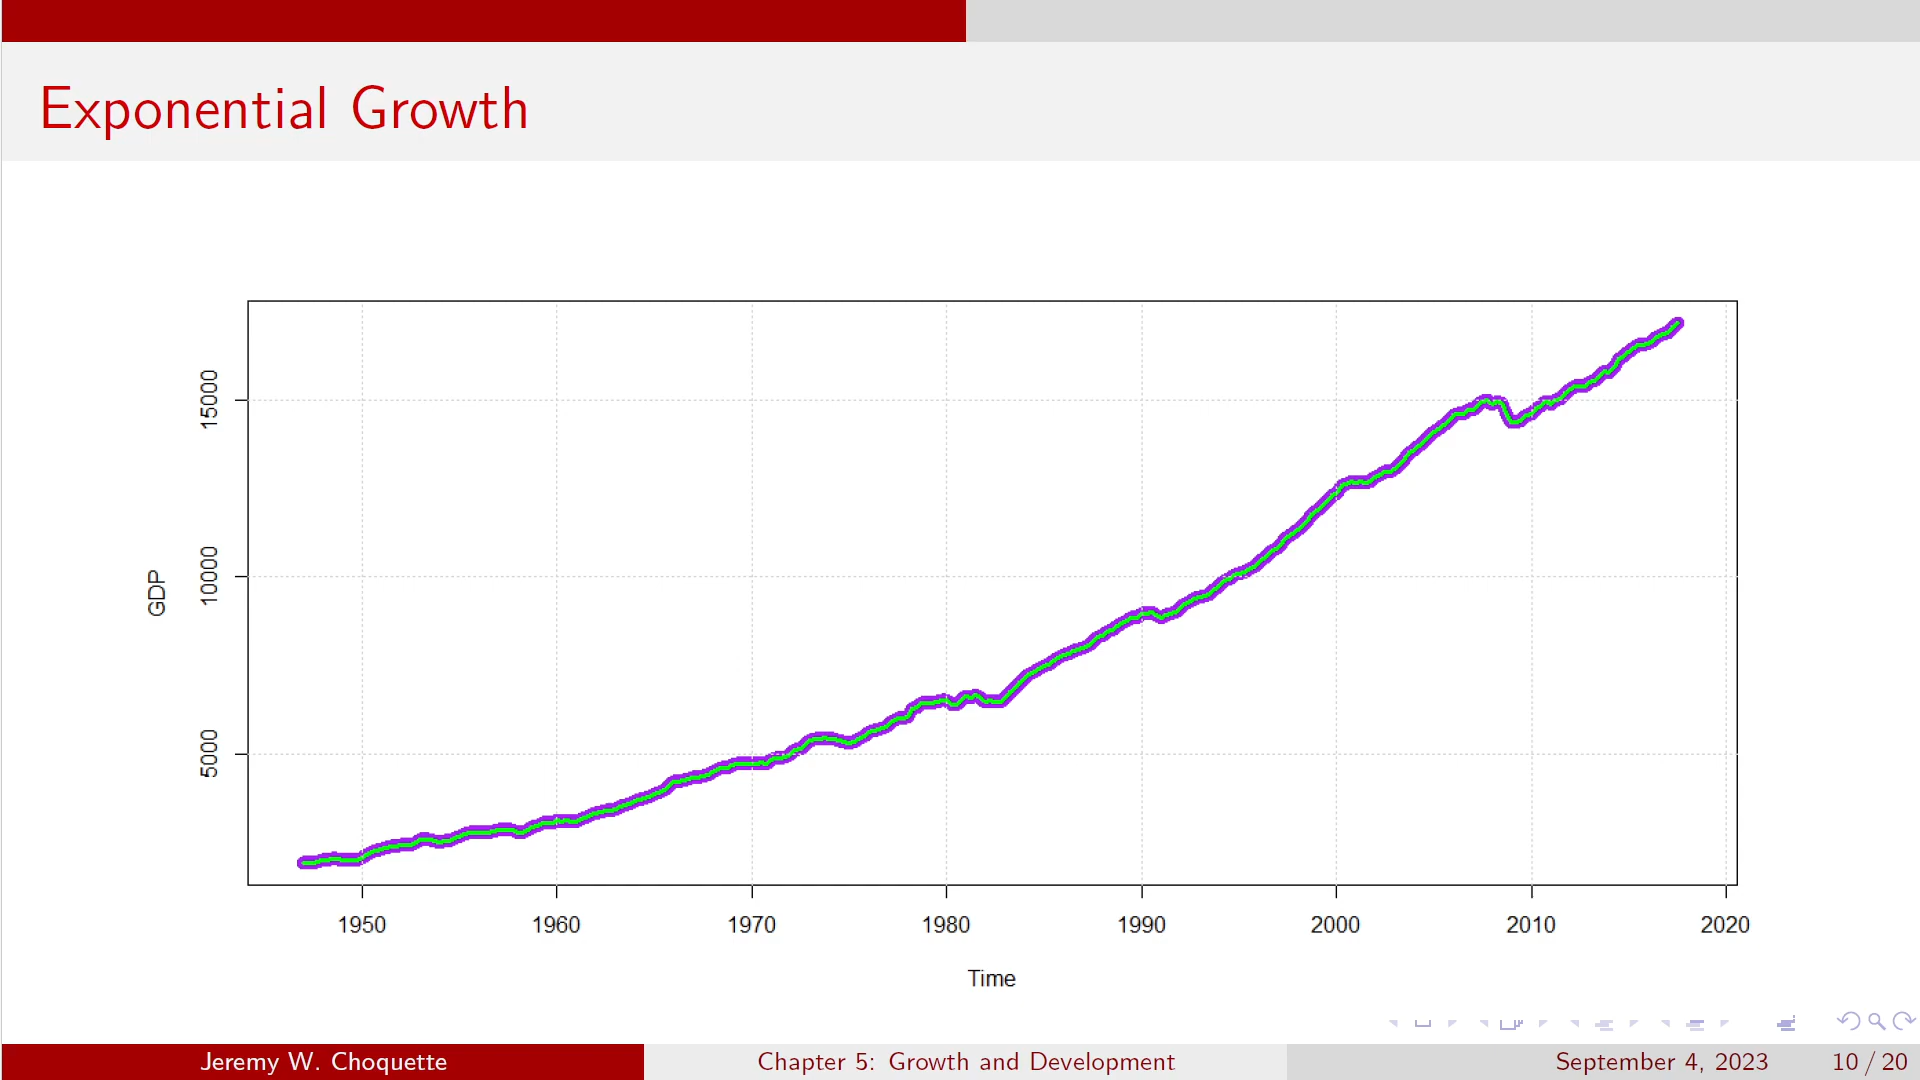 Exponential Growth
15000
10000
5000
GDP
1950 1960 1970 1980 1990 2000 2010 2020
Time
Jeremy W. Choquette Chapter 5: Growth and Development September 4, 2023 10 / 20